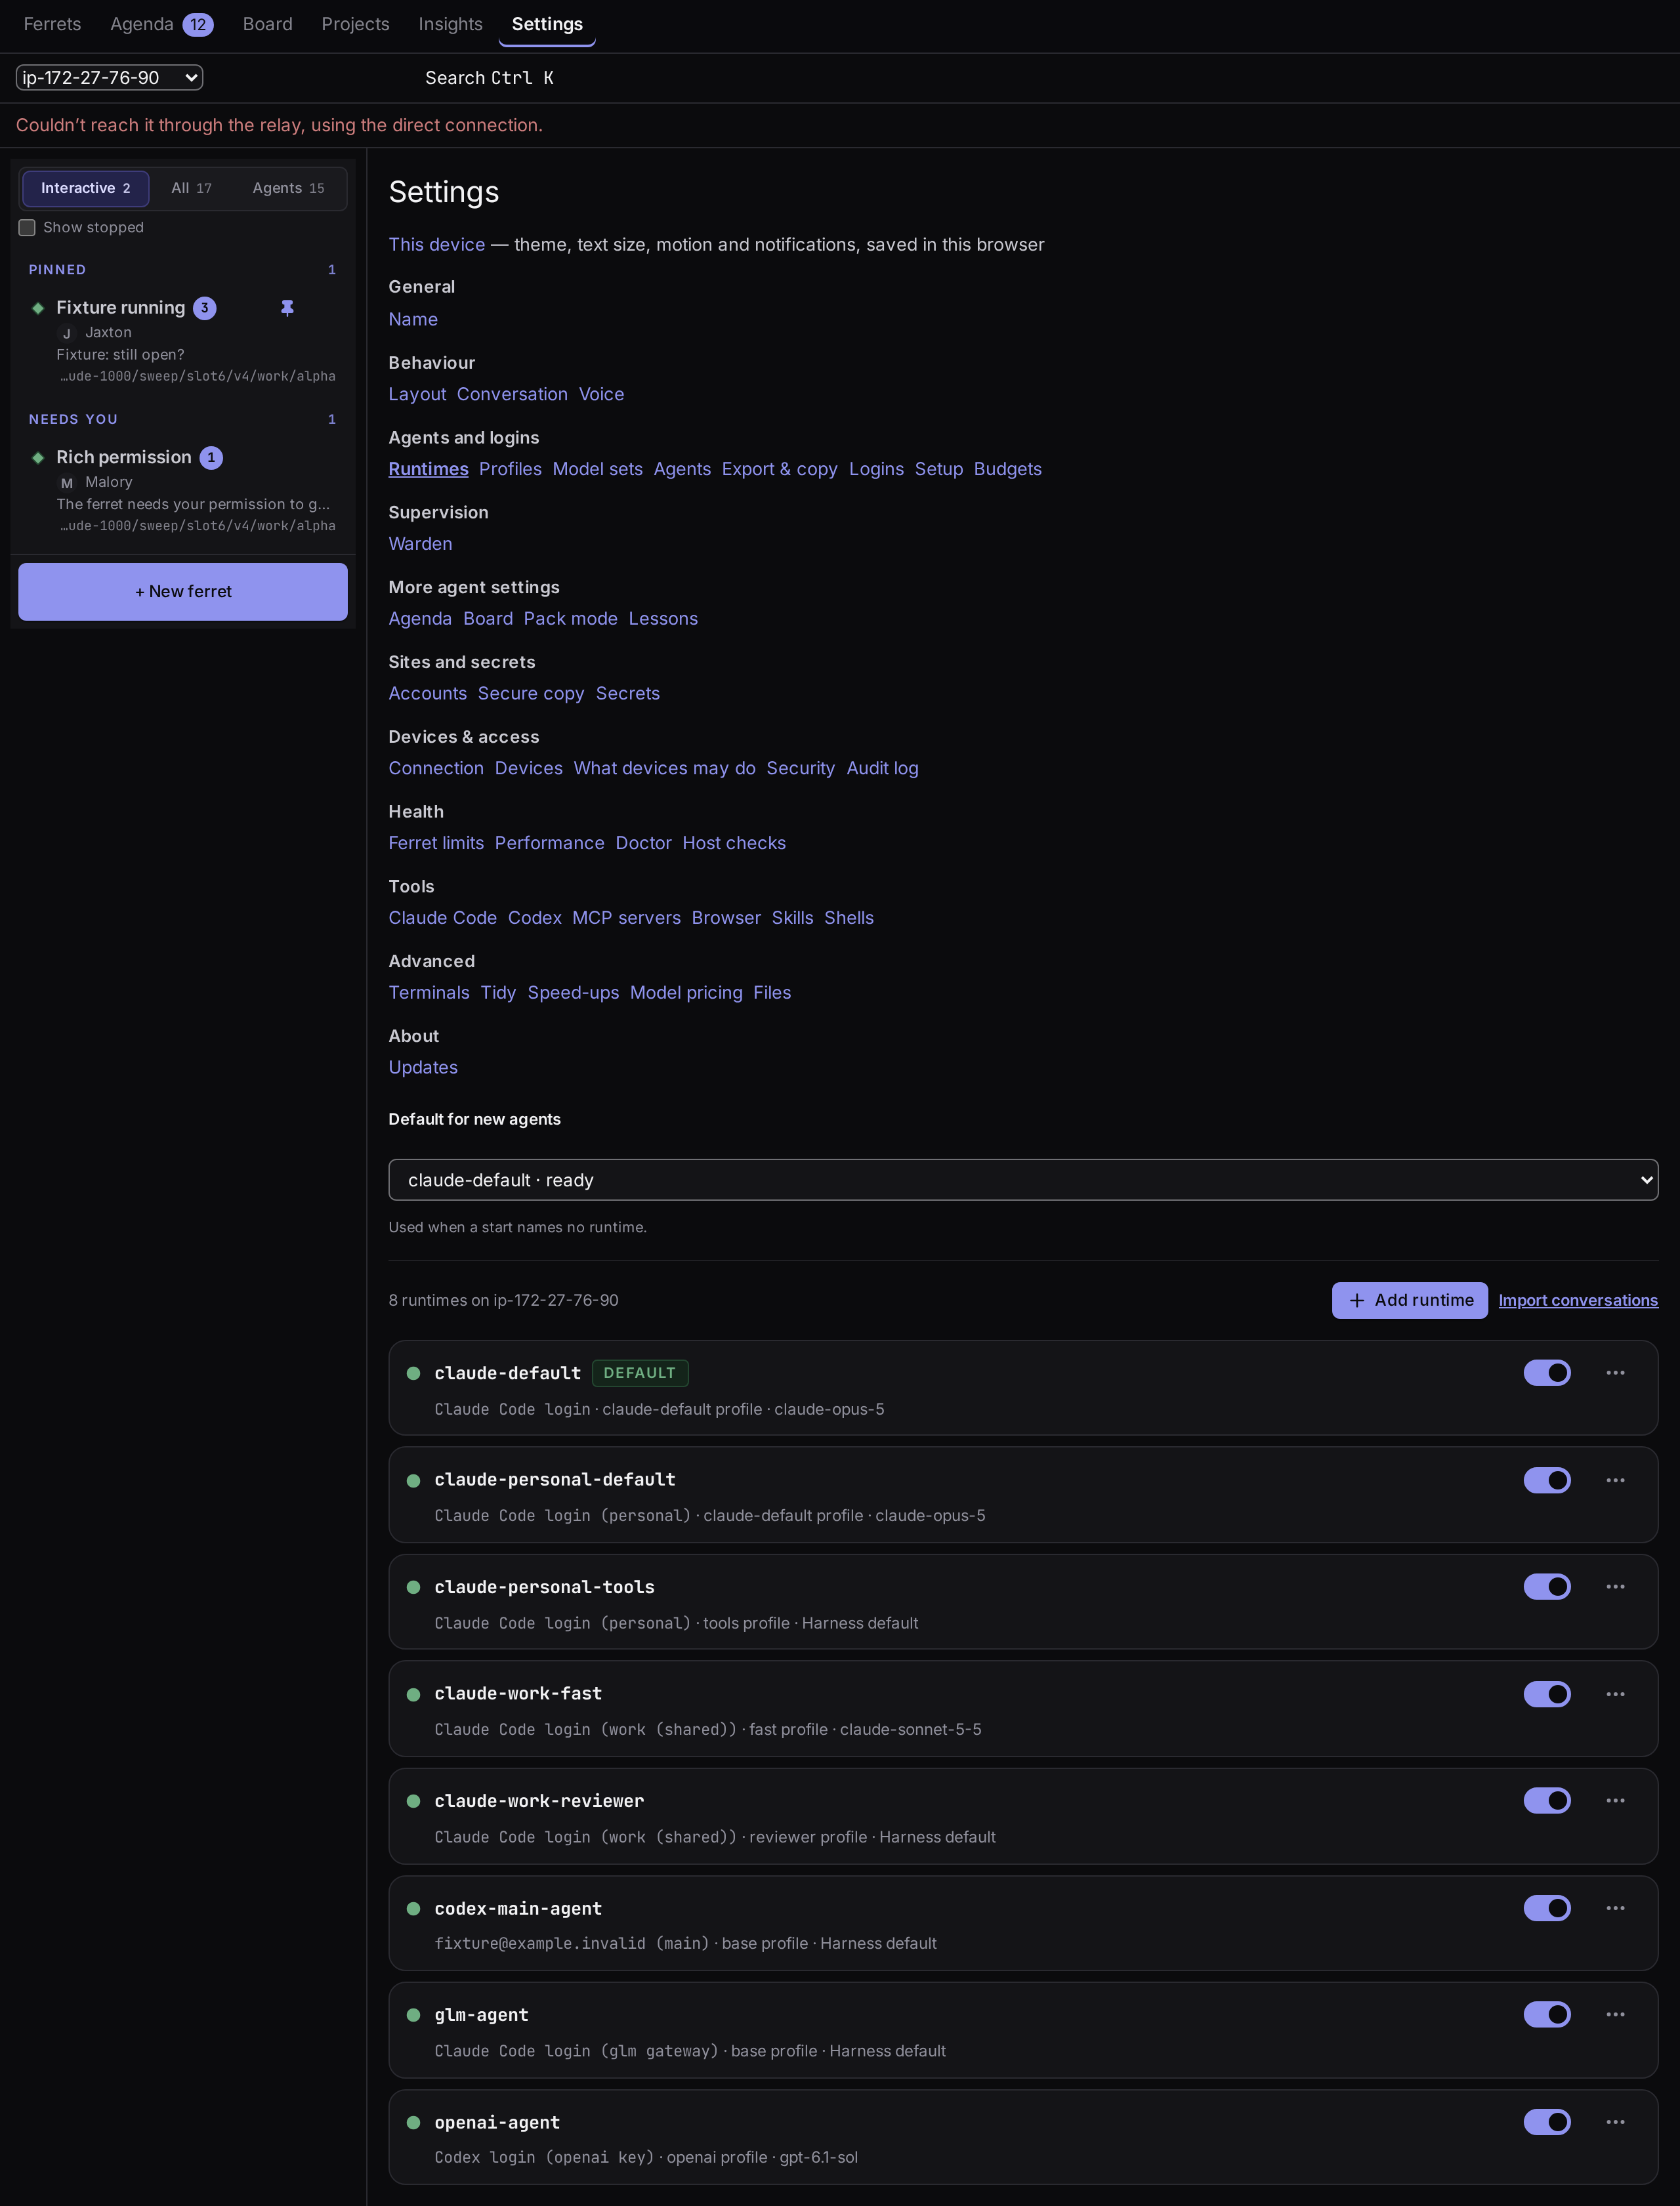 Ferrets Agenda 12 Board Projects Insights Settings
ip-172-27-76-90 Search Ctrl K
Couldn’t reach it through the relay, using the direct connection.
Interactive 2 All 17 Agents 15
Show stopped
PINNED 1
Fixture running 3
J Jaxton
Fixture: still open?
…ude-1000/sweep/slot6/v4/work/alpha
NEEDS YOU 1
Rich permission 1
M Malory
The ferret needs your permission to g…
…ude-1000/sweep/slot6/v4/work/alpha
+ New ferret
Settings
This device — theme, text size, motion and notifications, saved in this browser
General
Name
Behaviour
Layout Conversation Voice
Agents and logins
Runtimes Profiles Model sets Agents Export & copy Logins Setup Budgets
Supervision
Warden
More agent settings
Agenda Board Pack mode Lessons
Sites and secrets
Accounts Secure copy Secrets
Devices & access
Connection Devices What devices may do Security Audit log
Health
Ferret limits Performance Doctor Host checks
Tools
Claude Code Codex MCP servers Browser Skills Shells
Advanced
Terminals Tidy Speed-ups Model pricing Files
About
Updates
Default for new agents
claude-default · ready
Used when a start names no runtime.
8 runtimes on ip-172-27-76-90 + Add runtime Import conversations
claude-default DEFAULT
Claude Code login · claude-default profile · claude-opus-5
claude-personal-default
Claude Code login (personal) · claude-default profile · claude-opus-5
claude-personal-tools
Claude Code login (personal) · tools profile · Harness default
claude-work-fast
Claude Code login (work (shared)) · fast profile · claude-sonnet-5-5
claude-work-reviewer
Claude Code login (work (shared)) · reviewer profile · Harness default
codex-main-agent
fixture@example.invalid (main) · base profile · Harness default
glm-agent
Claude Code login (glm gateway) · base profile · Harness default
openai-agent
Codex login (openai key) · openai profile · gpt-6.1-sol